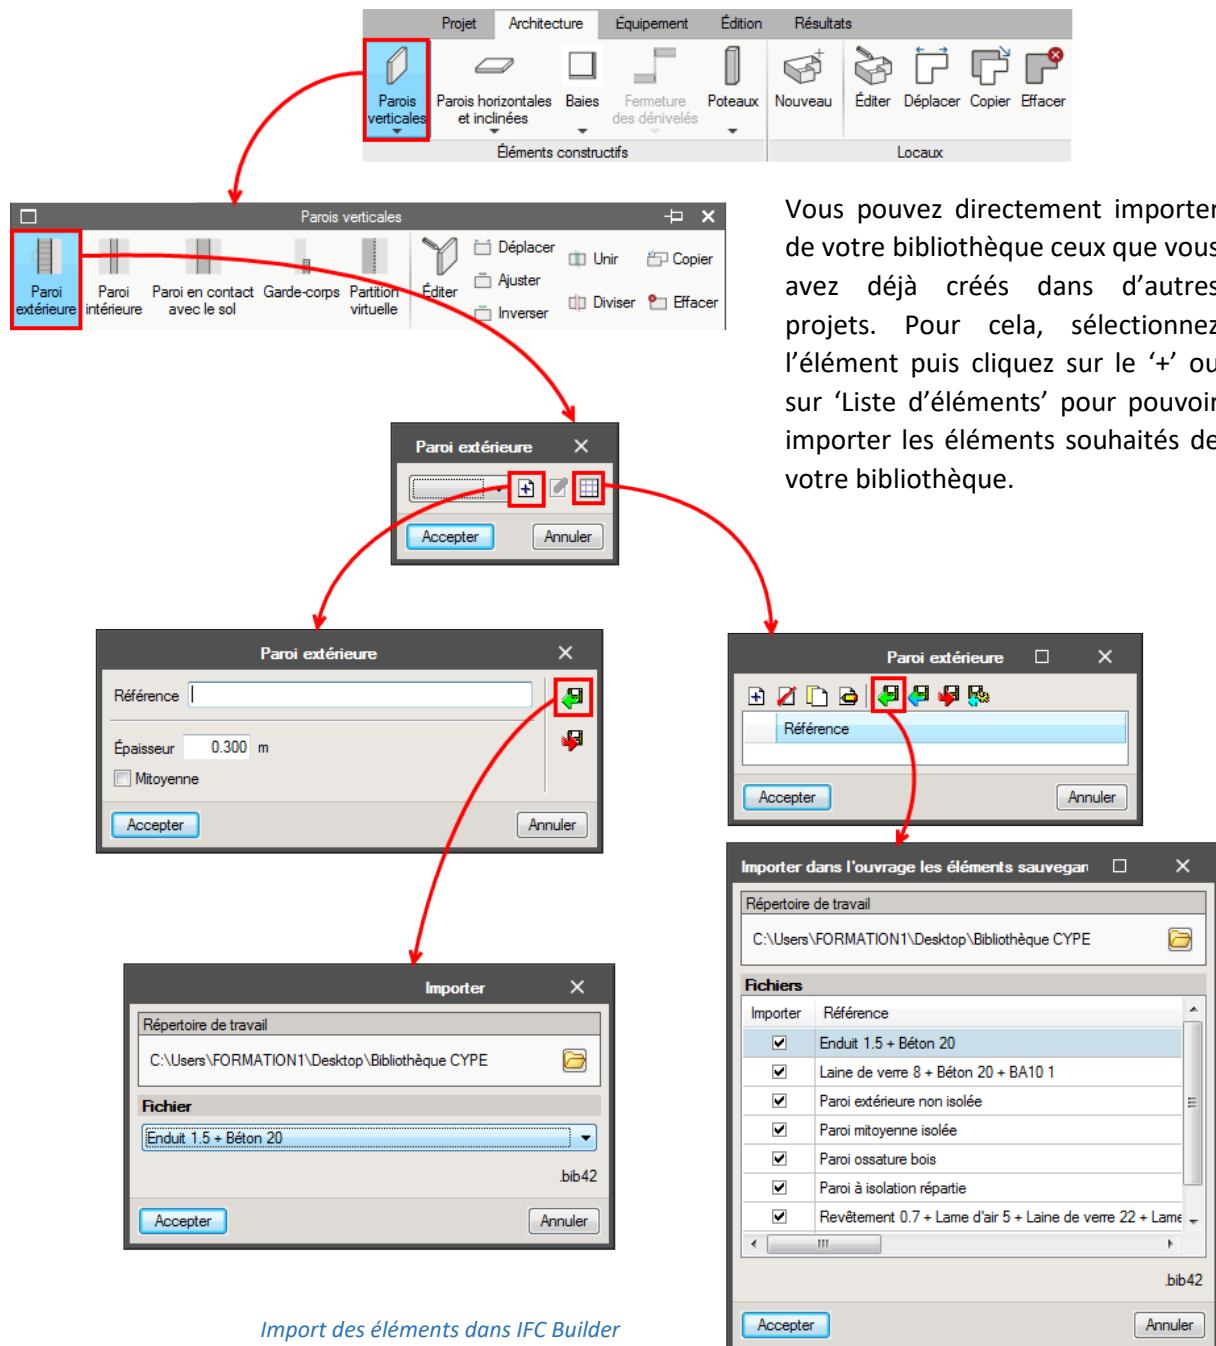 Projet Architecture Équipement Édition Résultats
Parois verticales
Parois horizontales et inclinées
Baies
Fermeture des dénivelés
Poteaux
Nouveau
Éditer
Déplacer
Copier
Effacer
Éléments constructifs
Locaux
Parois verticales
Paroi extérieure
Paroi intérieure
Paroi en contact avec le sol
Garde-corps
Partition virtuelle
Éditer
Déplacer
Ajuster
Inverser
Unir
Diviser
Copier
Effacer
Vous pouvez directement importer
de votre bibliothèque ceux que vous
avez déjà créés dans d’autres
projets. Pour cela, sélectionnez
l’élément puis cliquez sur le ‘+’ ou
sur ‘Liste d’éléments’ pour pouvoir
importer les éléments souhaités de
votre bibliothèque.
Paroi extérieure
Accepter Annuler
Paroi extérieure
Référence
Épaisseur 0.300 m
Mitoyenne
Accepter Annuler
Paroi extérieure
Référence
Accepter Annuler
Importer
Répertoire de travail
C:\Users\FORMATION1\Desktop\Bibliothèque CYPE
Fichier
Enduit 1.5 + Béton 20
.bib42
Accepter Annuler
Importer dans l'ouvrage les éléments sauvegar
Répertoire de travail
C:\Users\FORMATION1\Desktop\Bibliothèque CYPE
Fichiers
Importer Référence
Enduit 1.5 + Béton 20
Laine de verre 8 + Béton 20 + BA10 1
Paroi extérieure non isolée
Paroi mitoyenne isolée
Paroi ossature bois
Paroi à isolation répartie
Revêtement 0.7 + Lame d'air 5 + Laine de verre 22 + Lame
.bib42
Accepter Annuler
Import des éléments dans IFC Builder